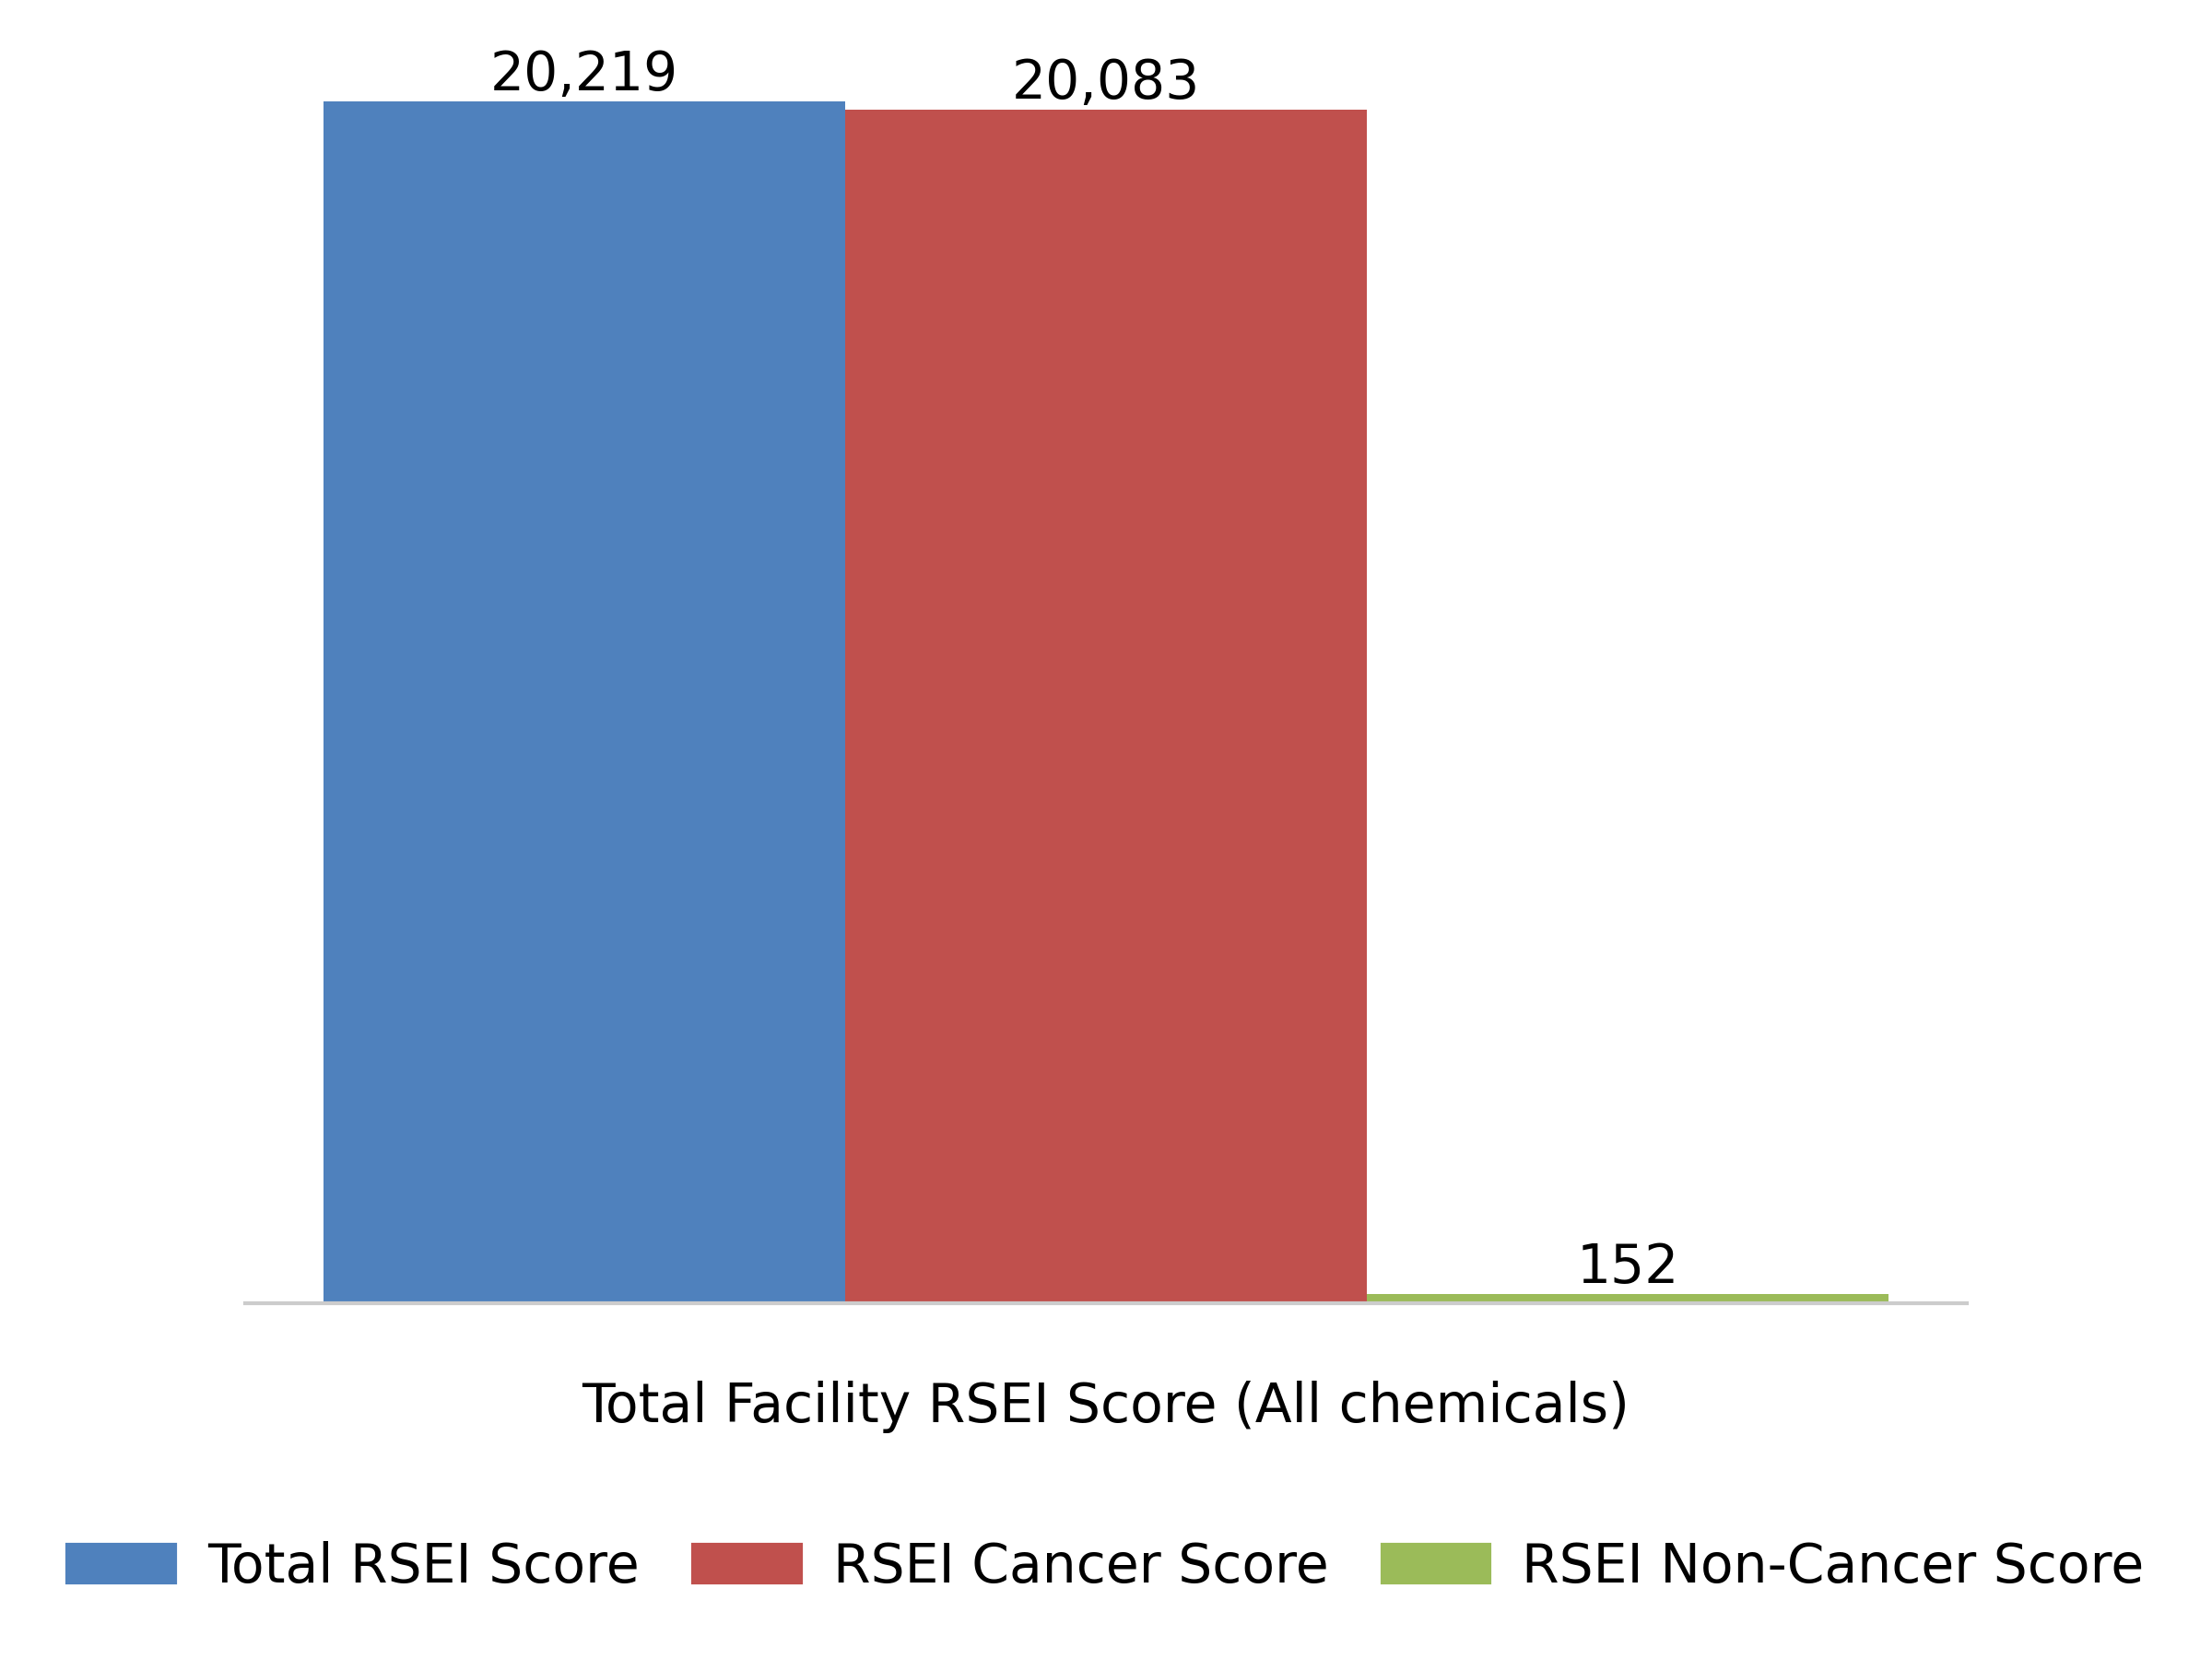 20,219
20,083
152
Total Facility RSEI Score (All chemicals)
Total RSEI Score
RSEI Cancer Score
RSEI Non-Cancer Score